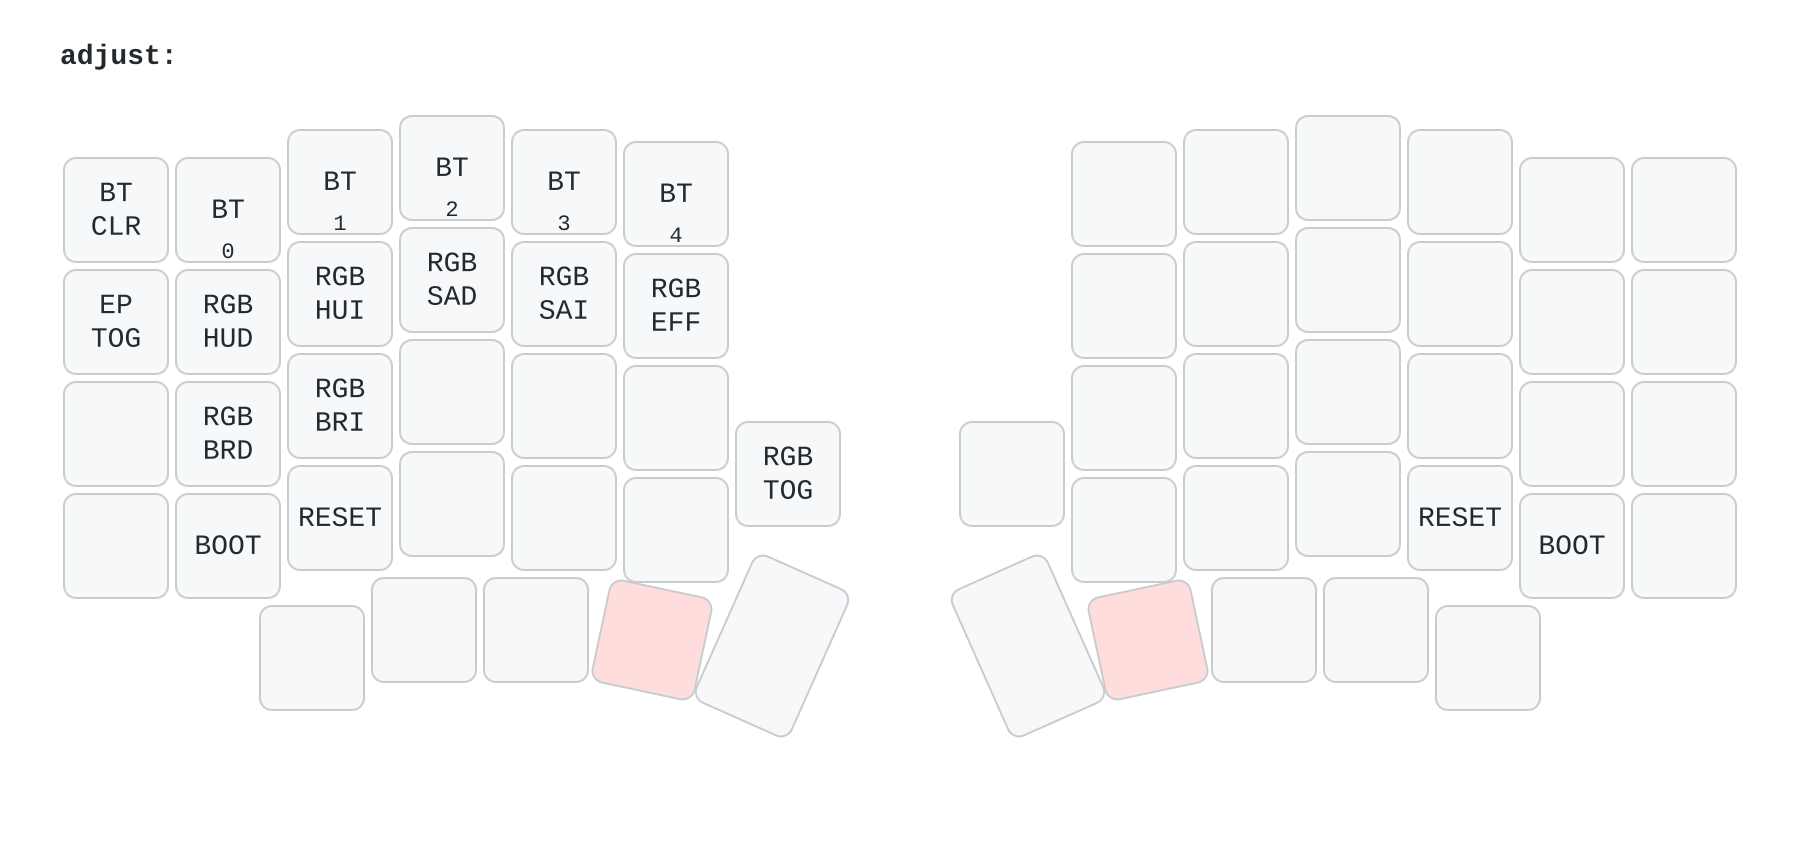 adjust:
BT
CLR
BT
0
BT
1
BT
2
BT
3
BT
4
EP
TOG
RGB
HUD
RGB
HUI
RGB
SAD
RGB
SAI
RGB
EFF
RGB
BRD
RGB
BRI
RGB
TOG
BOOT
RESET
RESET
BOOT